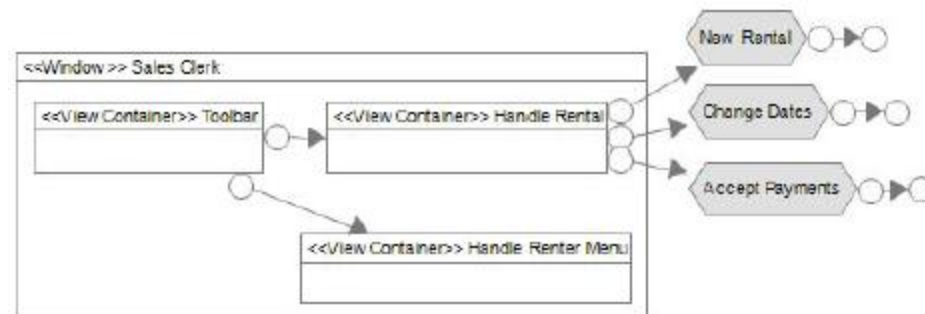 New Rental
<<Window >> Sales Clerk
<<View Container>> Toolbar
<<View Container>> Handle Rental
Change Dates
Accept Payments
<<View Container>> Handle Renter Menu